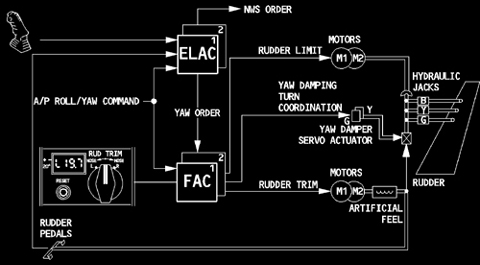 NWS ORDER
2
1
ELAC
MOTORS
RUDDER LIMIT
M1 M2
HYDRAULIC
JACKS
A/P ROLL/YAW COMMAND
YAW ORDER
YAW DAMPING
TURN
COORDINATION
B
Y
G
G
Y
YAW DAMPER
SERVO ACTUATOR
RUD TRIM
NOSE L
NOSE R
20°
L19.7
RESET
2
1
FAC
MOTORS
RUDDER TRIM
M1 M2
RUDDER
ARTIFICIAL
FEEL
RUDDER
PEDALS